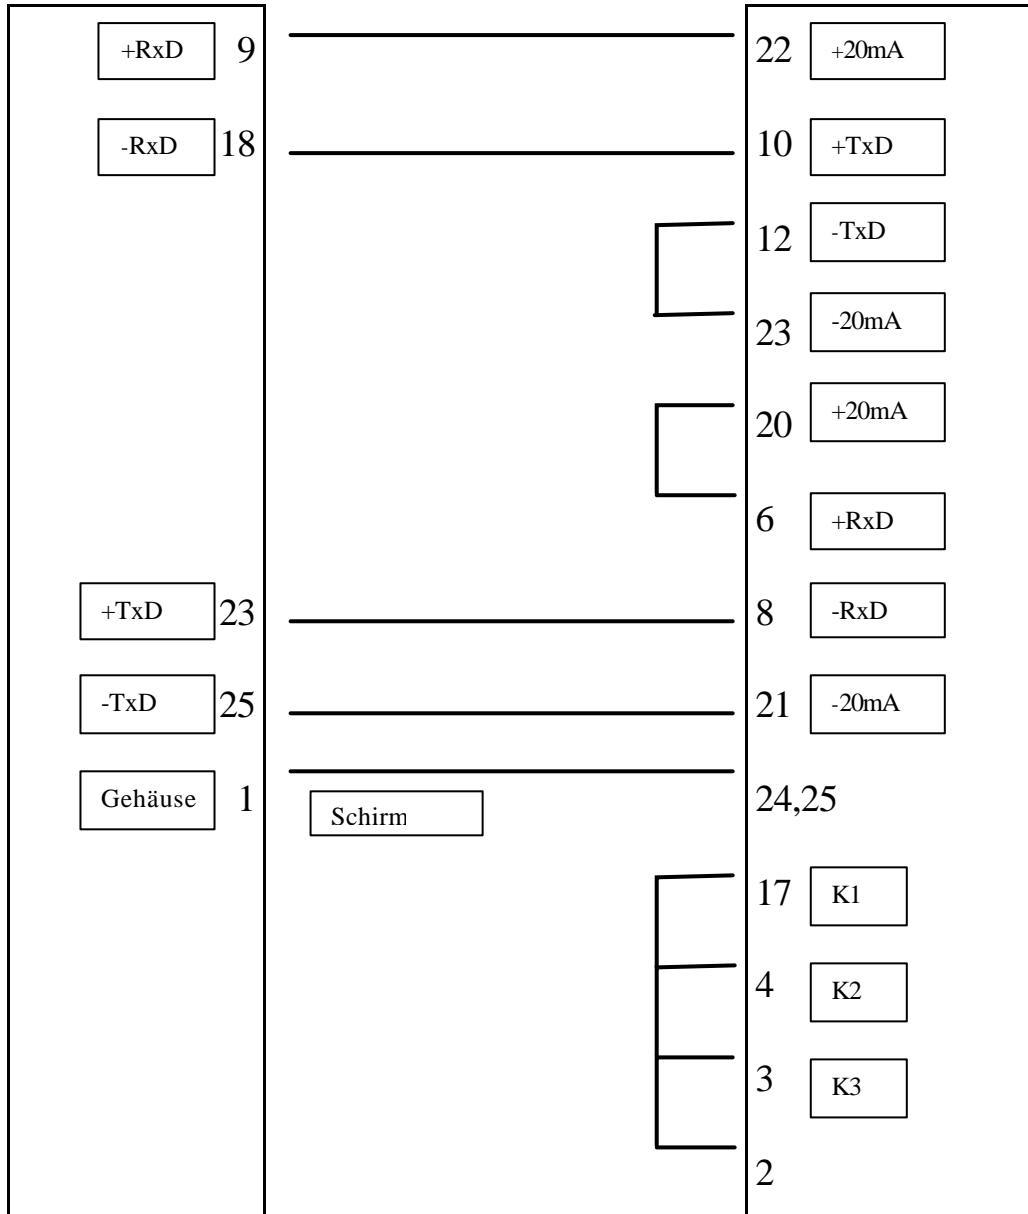 +RxD 9 22 +20mA
-RxD 18 10 +TxD
12 -TxD
23 -20mA
20 +20mA
6 +RxD
+TxD 23 8 -RxD
-TxD 25 21 -20mA
Gehäuse 1 Schirm 24,25
17 K1
4 K2
3 K3
2